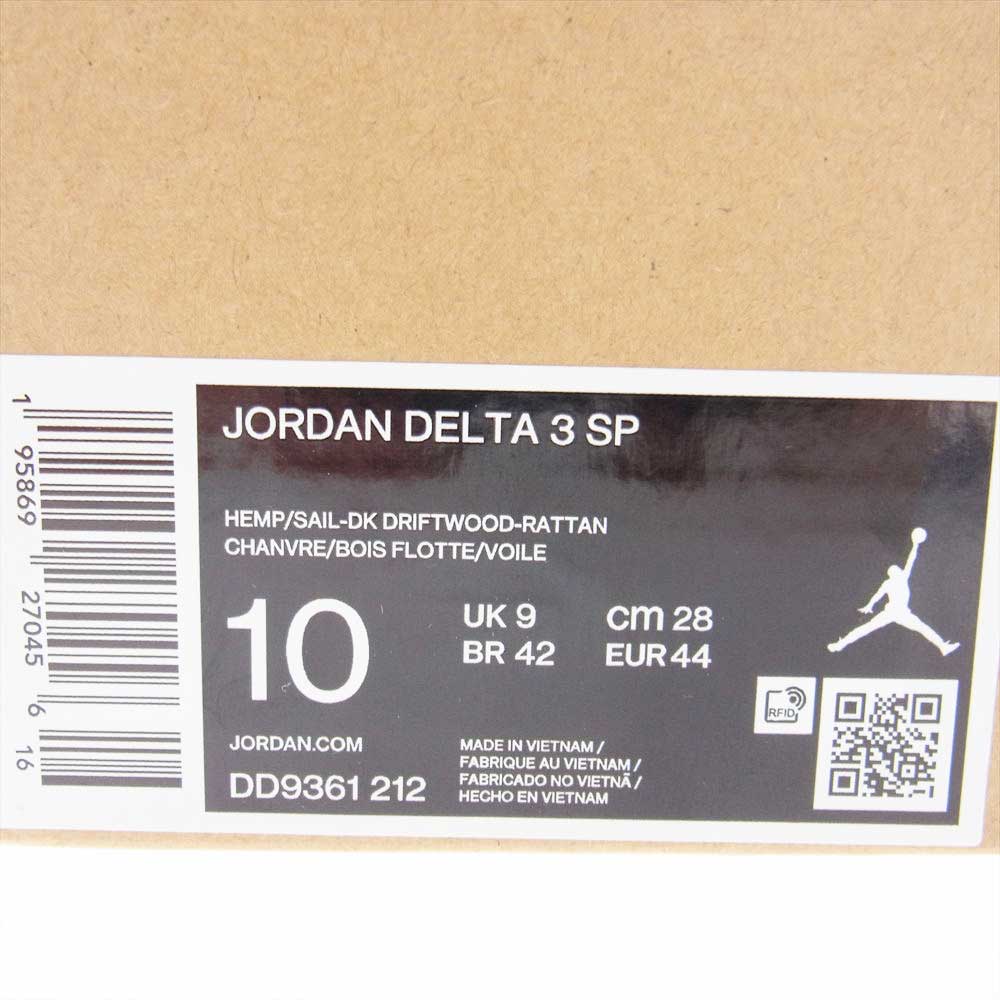 JORDAN DELTA 3 SP
HEMP/SAIL-DK DRIFTWOOD-RATTAN
CHANVRE/BOIS FLOTTE/VOILE
10
UK 9 cm 28
BR 42 EUR 44
JORDAN.COM
DD9361 212
MADE IN VIETNAM /
FABRIQUE AU VIETNAM /
FABRICADO NO VIETNÃ /
HECHO EN VIETNAM
RFID
1 95869 27045 6 16